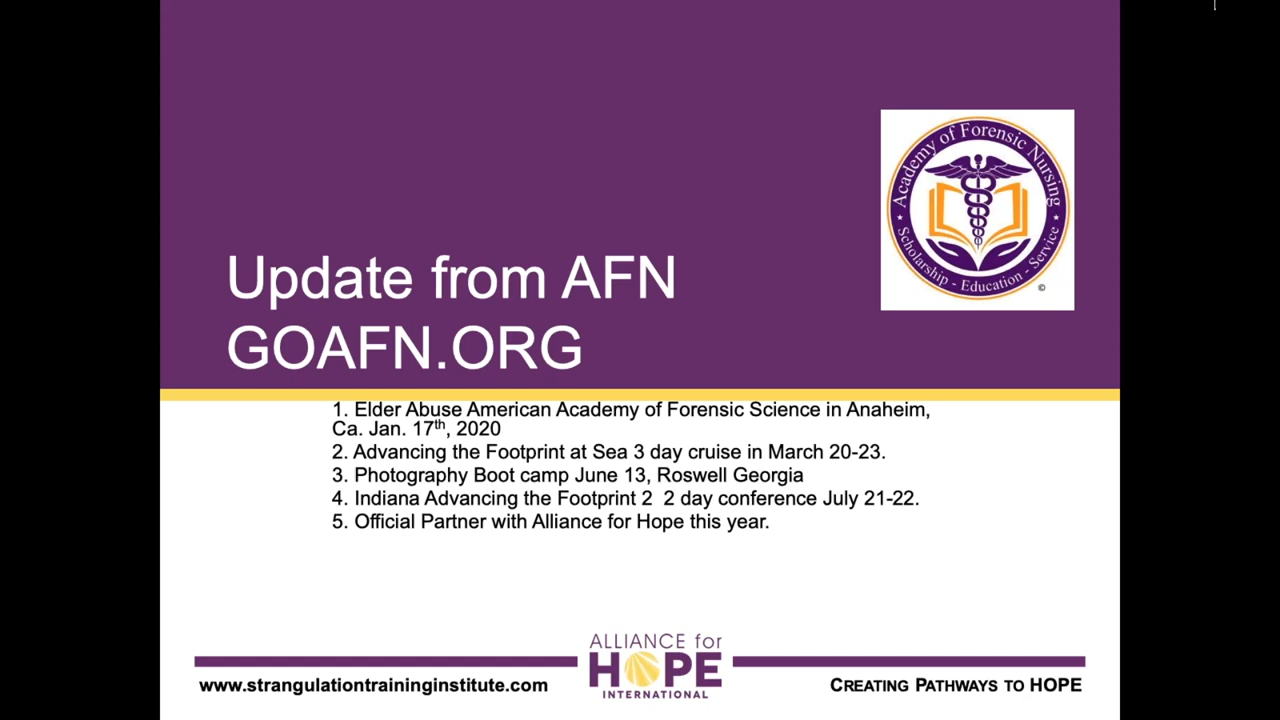 Academy of Forensic Nursing
Scholarship - Education - Service
©
Update from AFN
GOAFN.ORG
1. Elder Abuse American Academy of Forensic Science in Anaheim,
Ca. Jan. 17th, 2020
2. Advancing the Footprint at Sea 3 day cruise in March 20-23.
3. Photography Boot camp June 13, Roswell Georgia
4. Indiana Advancing the Footprint 2  2 day conference July 21-22.
5. Official Partner with Alliance for Hope this year.
ALLIANCE for
HOPE
INTERNATIONAL
www.strangulationtraininginstitute.com
CREATING PATHWAYS TO HOPE